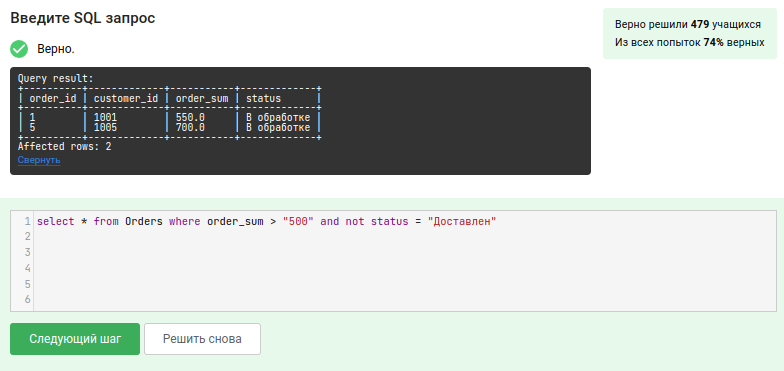 Введите SQL запрос
Верно решили 479 учащихся
Из всех попыток 74% верных
Верно.
Query result:
+----------+-------------+-----------+-------------+
| order_id | customer_id | order_sum | status      |
+----------+-------------+-----------+-------------+
| 1        | 1001        | 550.0     | В обработке |
| 5        | 1005        | 700.0     | В обработке |
+----------+-------------+-----------+-------------+
Affected rows: 2
Свернуть
1 select * from Orders where order_sum > "500" and not status = "Доставлен"
2
3
4
5
6
Следующий шаг
Решить снова